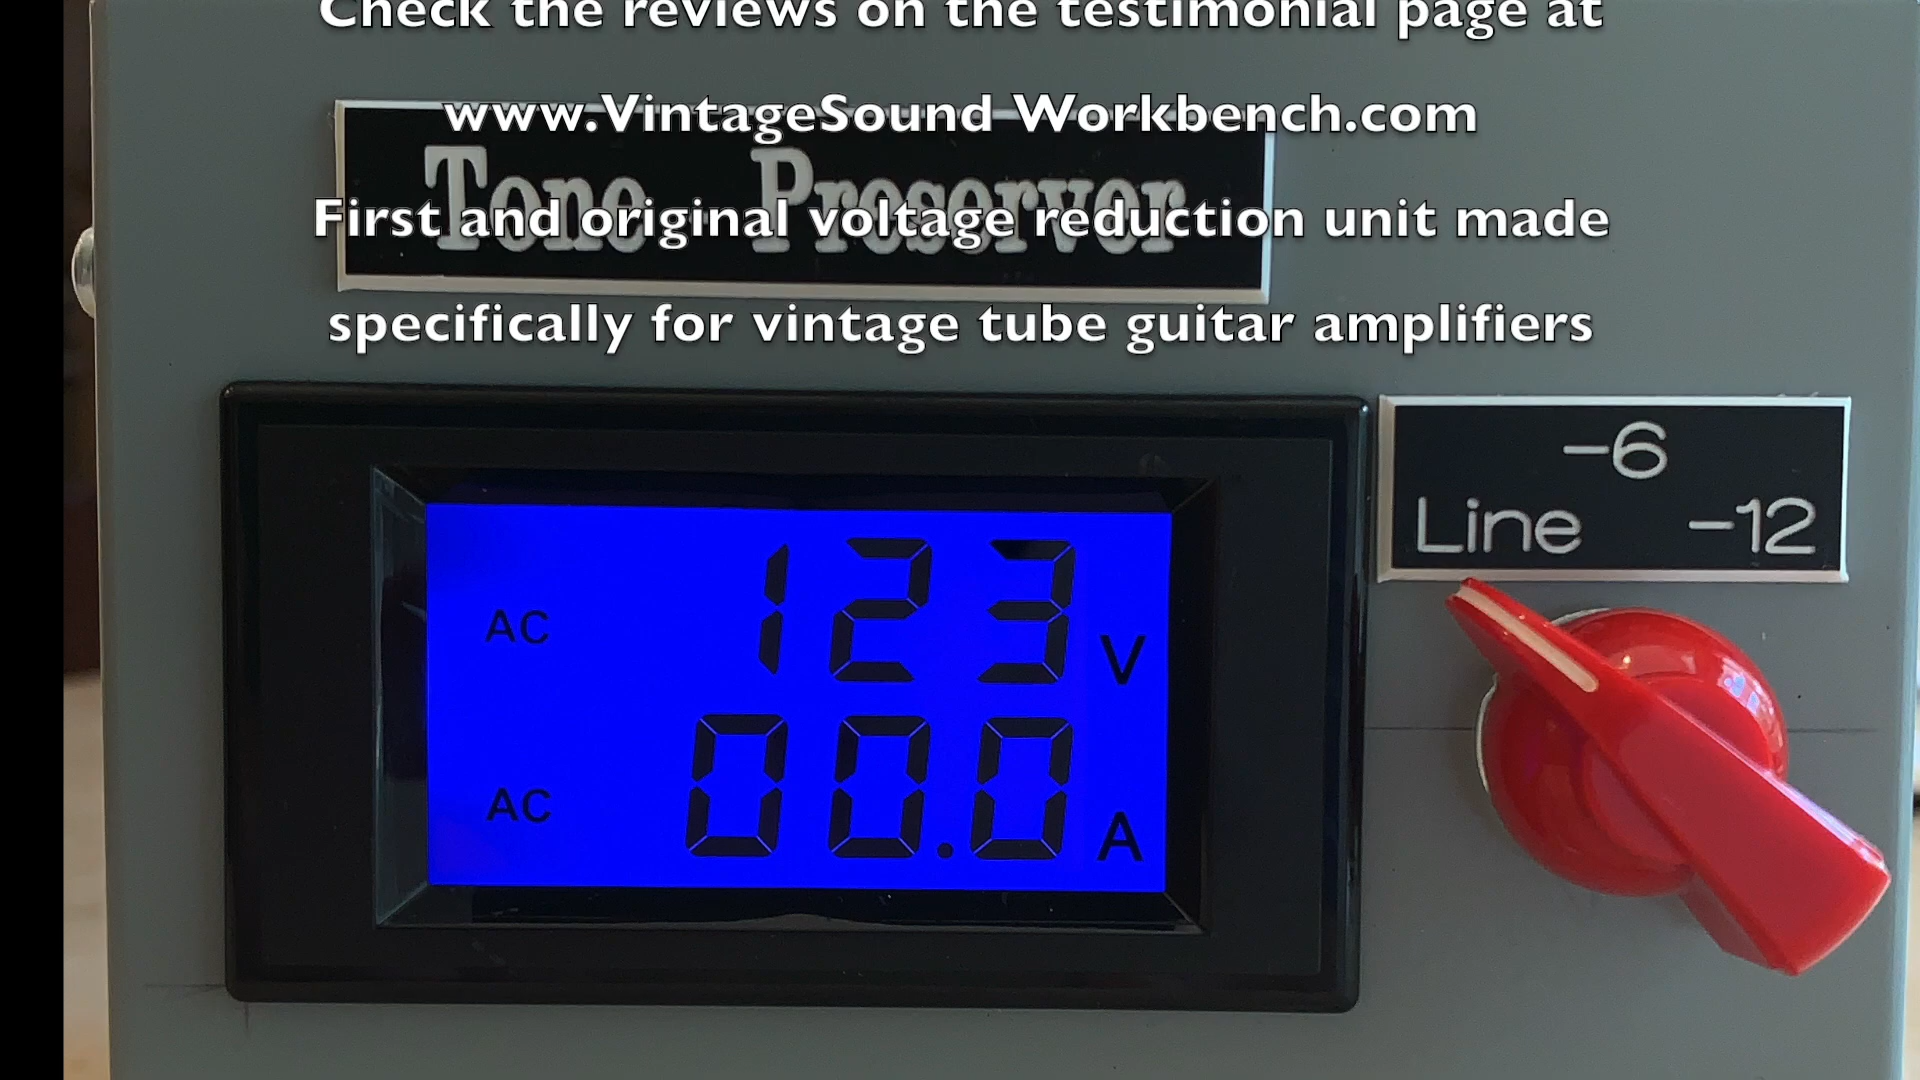 Check the reviews on the testimonial page at
www.VintageSound Workbench.com
Tone Preserver
First and original voltage reduction unit made
specifically for vintage tube guitar amplifiers
-6
Line -12
AC 123 V
AC 00.0 A